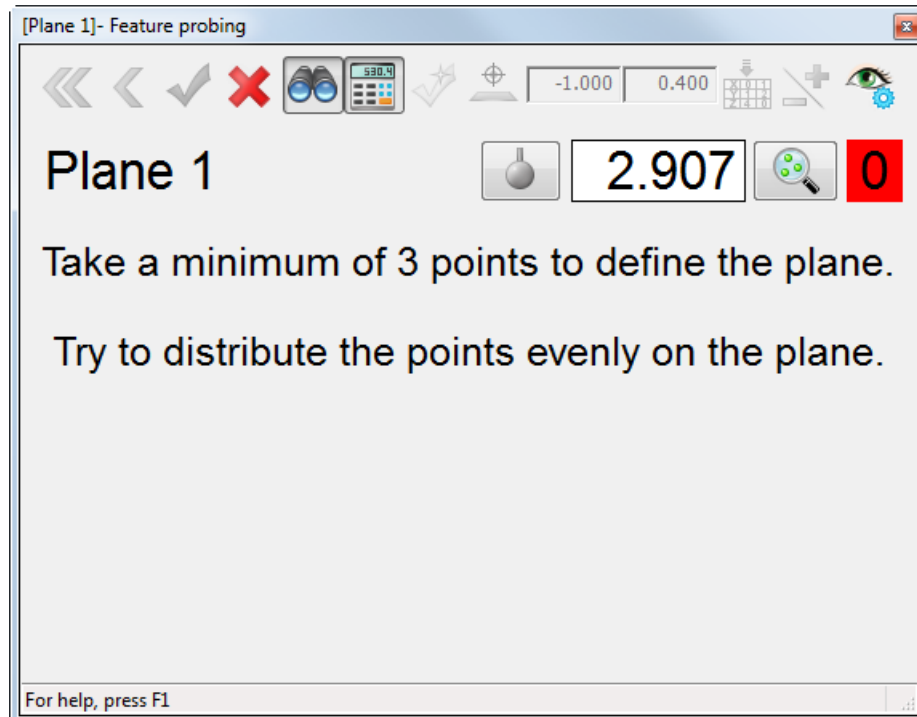 [Plane 1]- Feature probing
530.4
-1.000 0.400
Plane 1 2.907 0
Take a minimum of 3 points to define the plane.
Try to distribute the points evenly on the plane.
For help, press F1